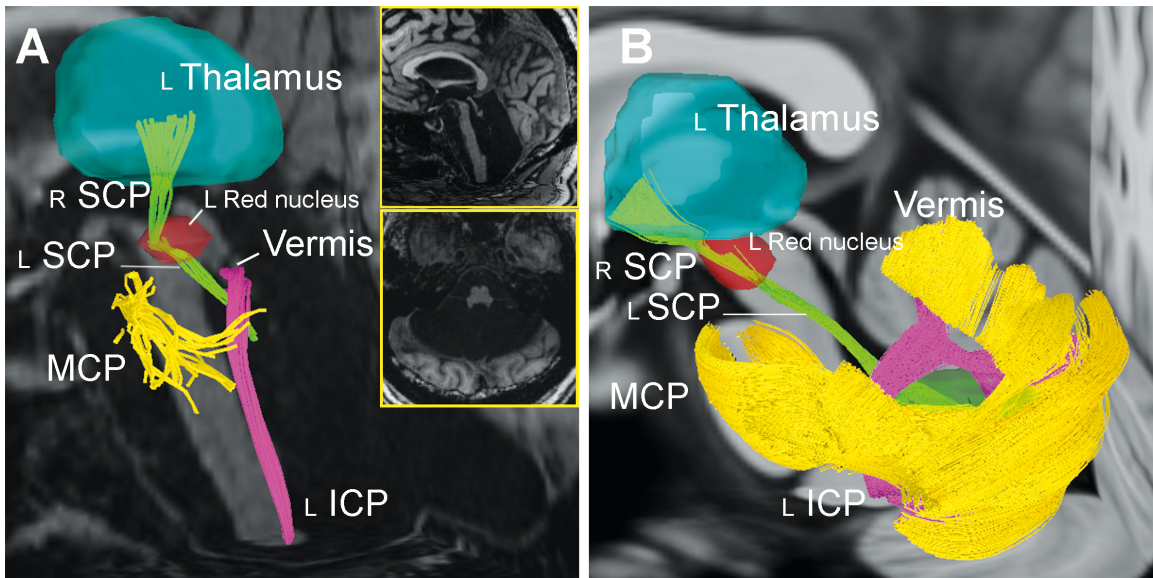 A
L Thalamus
R SCP
L Red nucleus
L SCP
Vermis
MCP
L ICP
B
L Thalamus
Vermis
L Red nucleus
R SCP
L SCP
MCP
L ICP